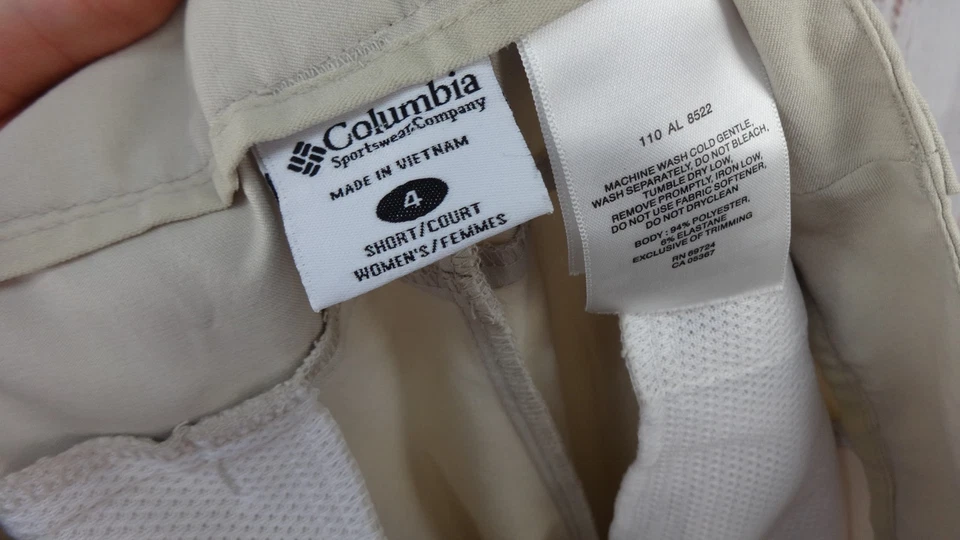 Columbia
Sportswear Company
MADE IN VIETNAM
4
SHORT/COURT
WOMEN'S/FEMMES
110 AL 8522
MACHINE WASH COLD GENTLE,
WASH SEPARATELY, DO NOT BLEACH,
TUMBLE DRY LOW,
REMOVE PROMPTLY, IRON LOW,
DO NOT USE FABRIC SOFTENER,
DO NOT DRYCLEAN
BODY : 94% POLYESTER,
6% ELASTANE
EXCLUSIVE OF TRIMMING
RN 69724
CA 05367